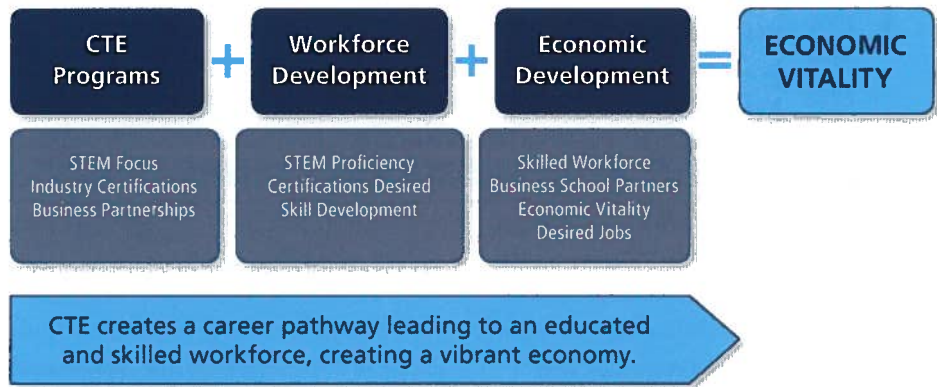 CTE
Programs
+
Workforce
Development
+
Economic
Development
=
ECONOMIC
VITALITY
STEM Focus
Industry Certifications
Business Partnerships
STEM Proficiency
Certifications Desired
Skill Development
Skilled Workforce
Business School Partners
Economic Vitality
Desired Jobs
CTE creates a career pathway leading to an educated
and skilled workforce, creating a vibrant economy.